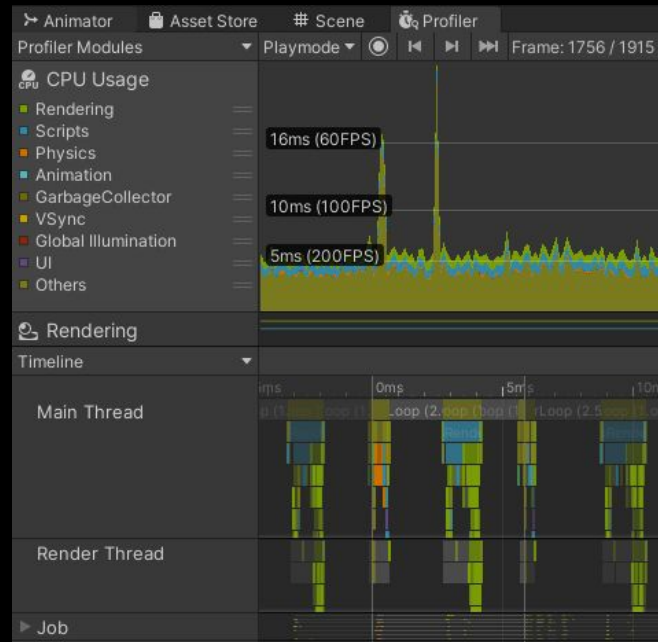 Animator Asset Store Scene Profiler
Profiler Modules Playmode Frame: 1756 / 1915
CPU Usage
Rendering
Scripts
Physics
Animation
GarbageCollector
VSync
Global Illumination
UI
Others
16ms (60FPS)
10ms (100FPS)
5ms (200FPS)
Rendering
Timeline
0ms 5ms
Main Thread
Loop (2.
Render Thread
Job